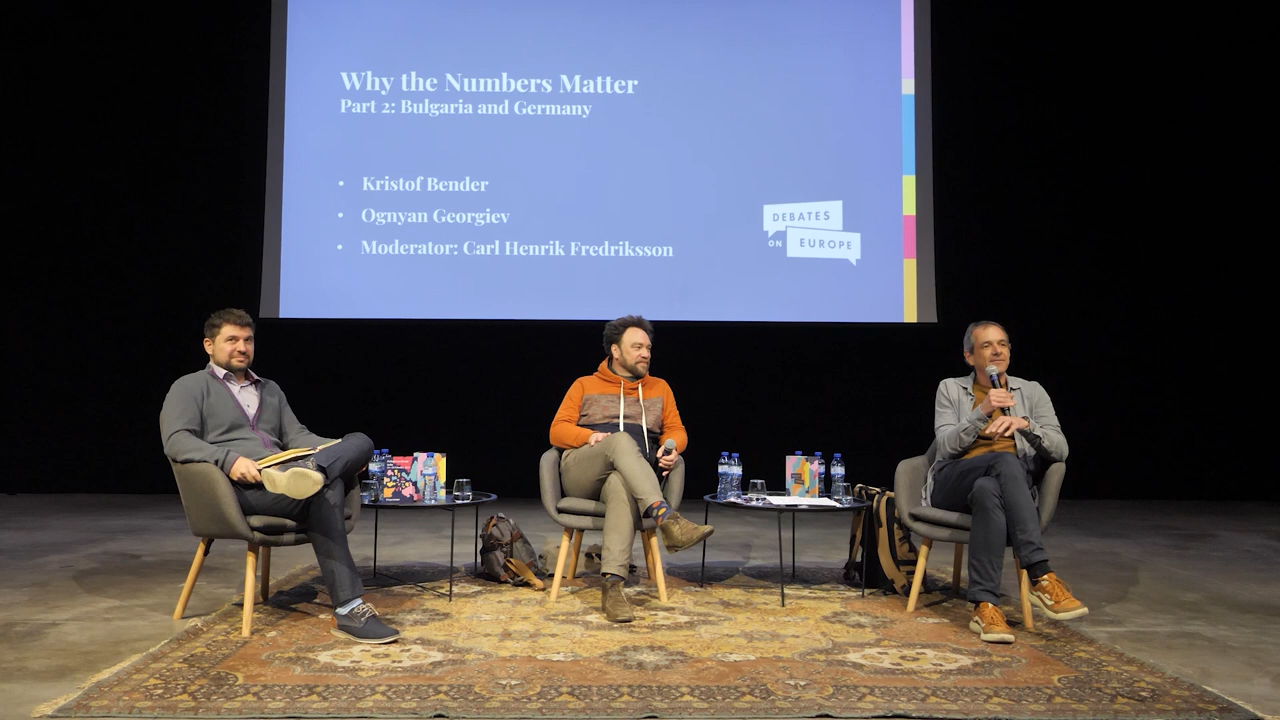 Why the Numbers Matter
Part 2: Bulgaria and Germany
• Kristof Bender
• Ognyan Georgiev
• Moderator: Carl Henrik Fredriksson
DEBATES
ON EUROPE